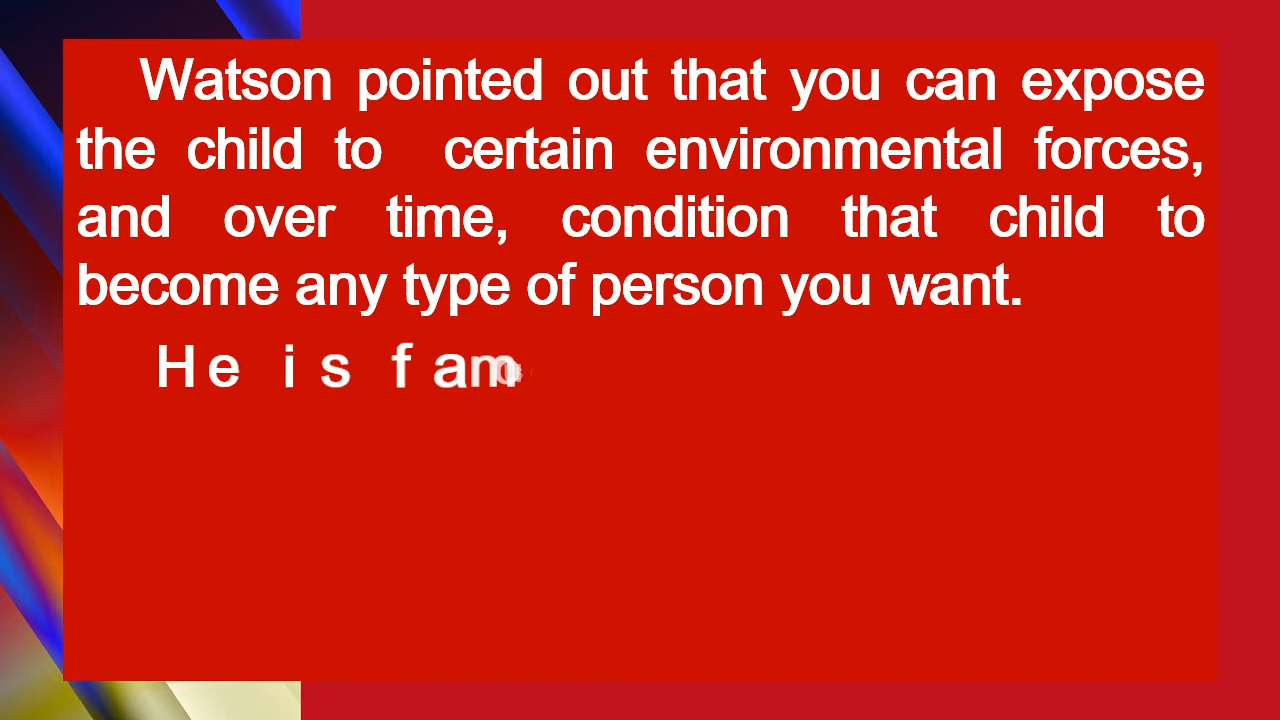 Watson pointed out that you can expose
the child to certain environmental forces,
and over time, condition that child to
become any type of person you want.
He is